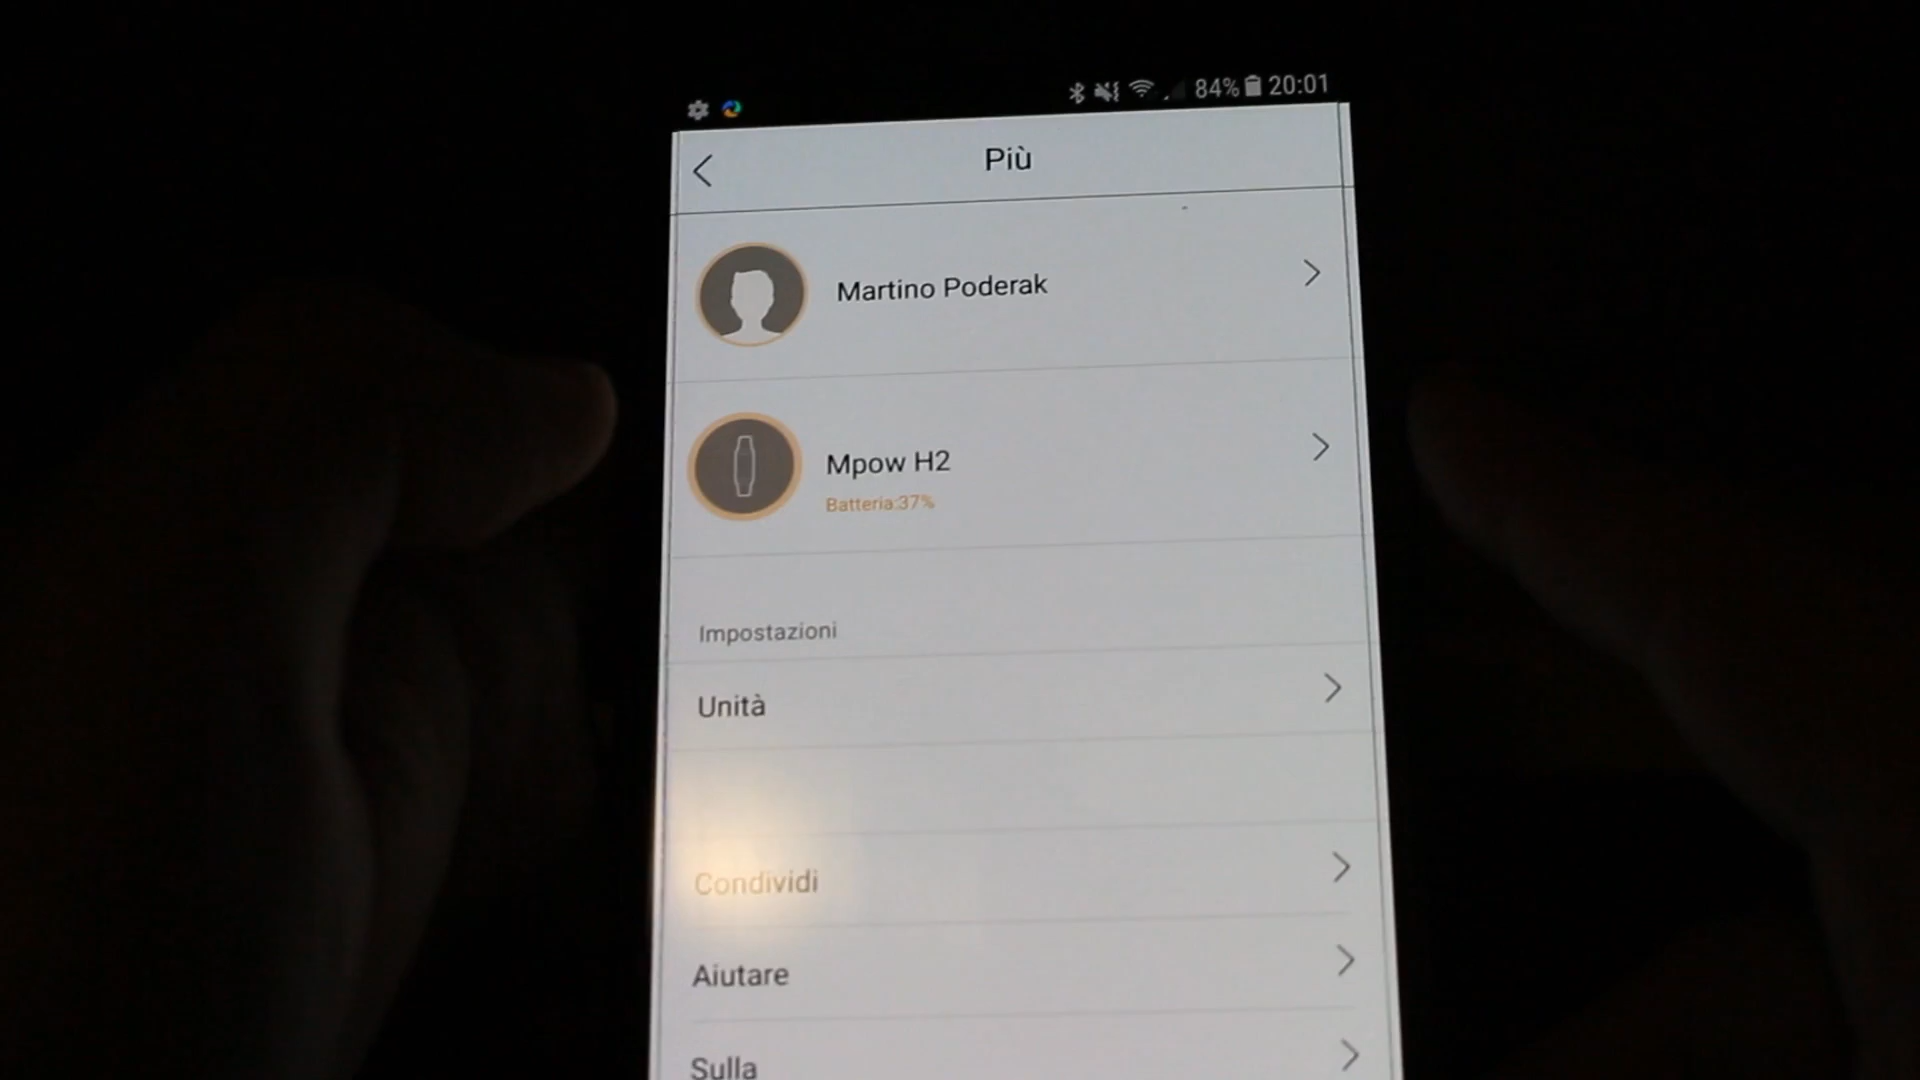 84% 20:01
Più
Martino Poderak
Mpow H2
Batteria:37%
Impostazioni
Unità
Condividi
Aiutare
Sulla